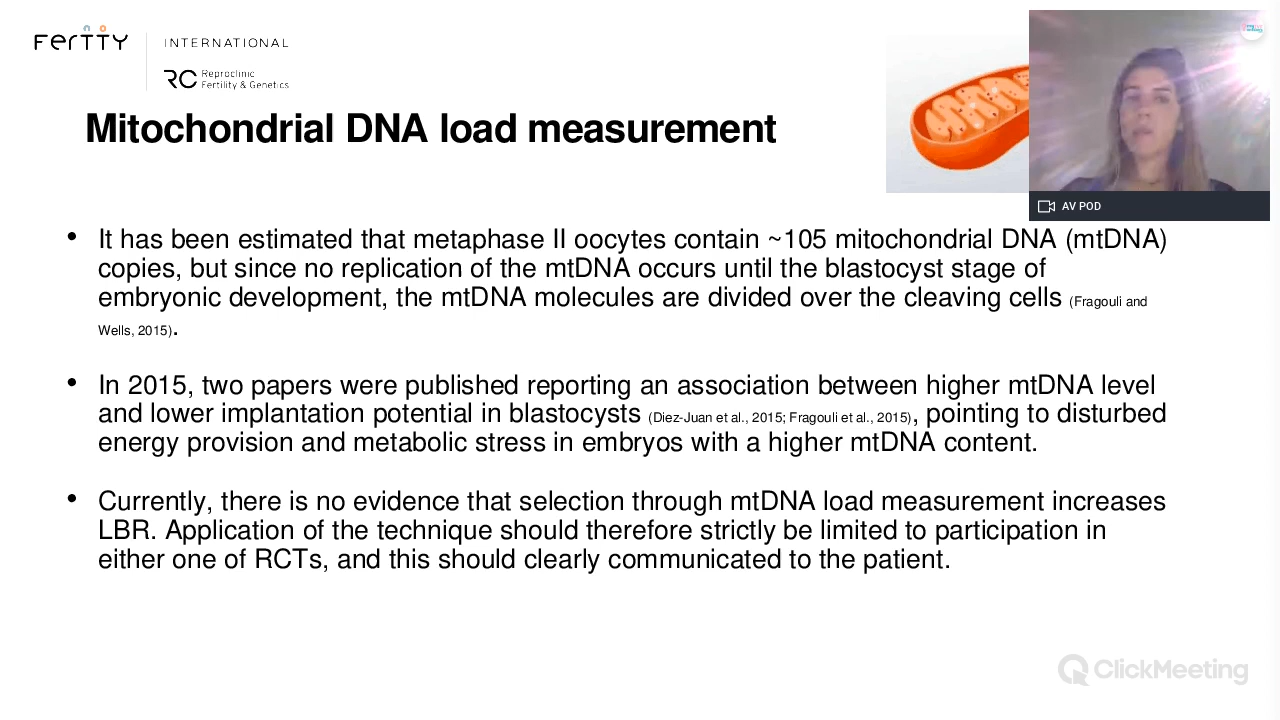 FERTTY
INTERNATIONAL
RC Reproclinic
Fertility & Genetics
Mitochondrial DNA load measurement
AV POD
• It has been estimated that metaphase II oocytes contain ~105 mitochondrial DNA (mtDNA)
copies, but since no replication of the mtDNA occurs until the blastocyst stage of
embryonic development, the mtDNA molecules are divided over the cleaving cells (Fragouli and
Wells, 2015).
• In 2015, two papers were published reporting an association between higher mtDNA level
and lower implantation potential in blastocysts (Diez-Juan et al., 2015; Fragouli et al., 2015), pointing to disturbed
energy provision and metabolic stress in embryos with a higher mtDNA content.
• Currently, there is no evidence that selection through mtDNA load measurement increases
LBR. Application of the technique should therefore strictly be limited to participation in
either one of RCTs, and this should clearly communicated to the patient.
ClickMeeting